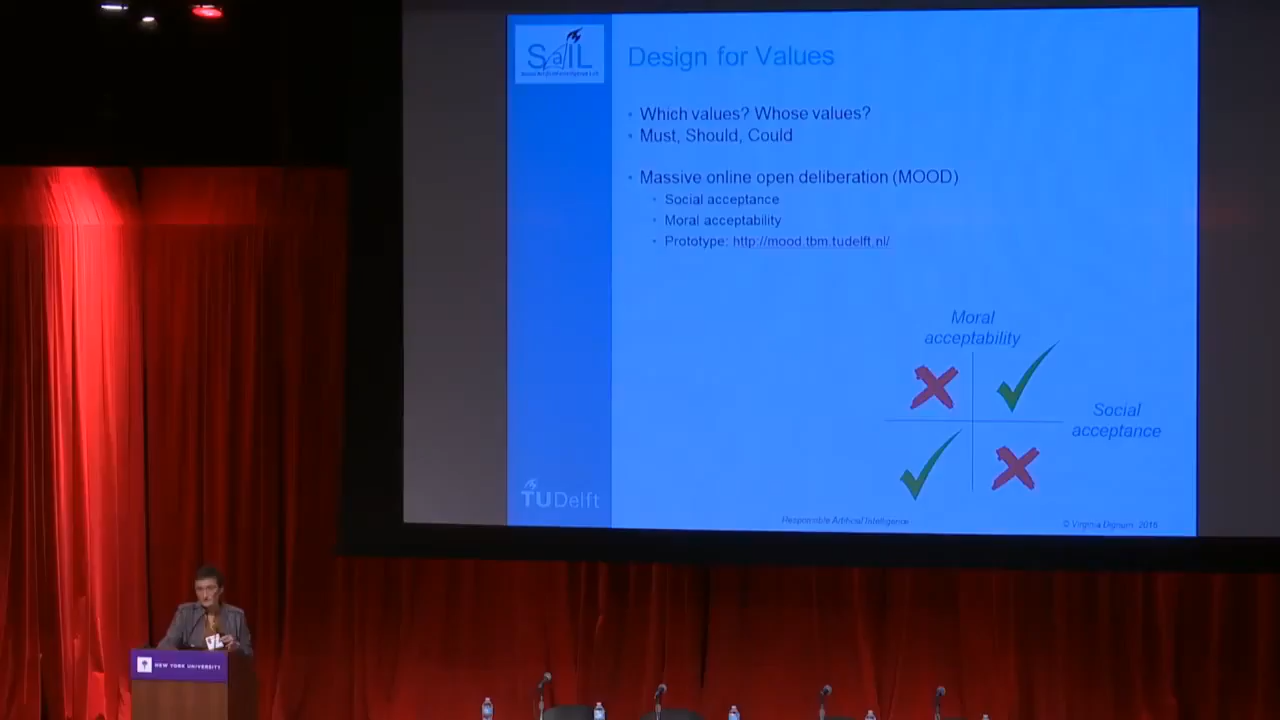 SaIL
Design for Values
Which values? Whose values?
Must, Should, Could
Massive online open deliberation (MOOD)
Social acceptance
Moral acceptability
Prototype: http://mood.tbm.tudelft.nl/
Moral
acceptability
Social
acceptance
TUDelft
Responsible Artificial Intelligence
© Virginia Dignum, 2016
NEW YORK UNIVERSITY